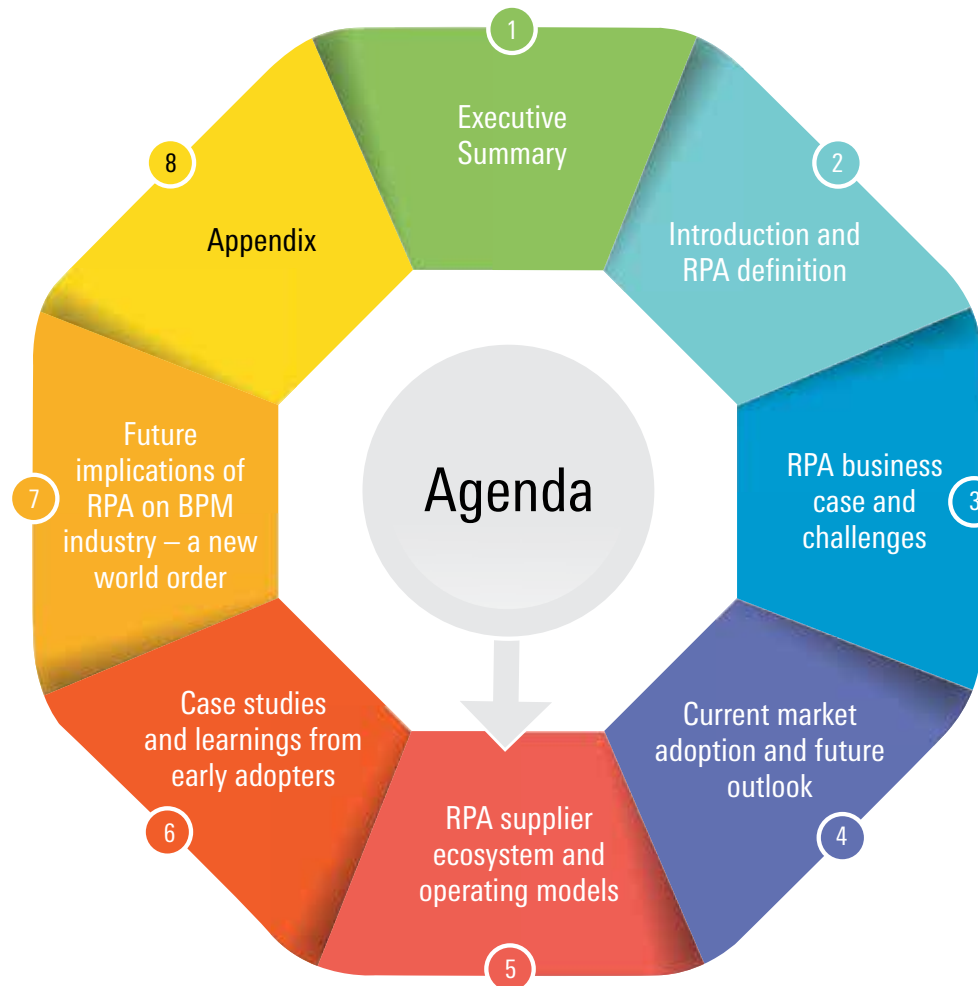 Agenda
1
Executive
Summary
2
Introduction and
RPA definition
3
RPA business
case and
challenges
4
Current market
adoption and future
outlook
5
RPA supplier
ecosystem and
operating models
6
Case studies
and learnings from
early adopters
7
Future
implications of
RPA on BPM
industry – a new
world order
8
Appendix